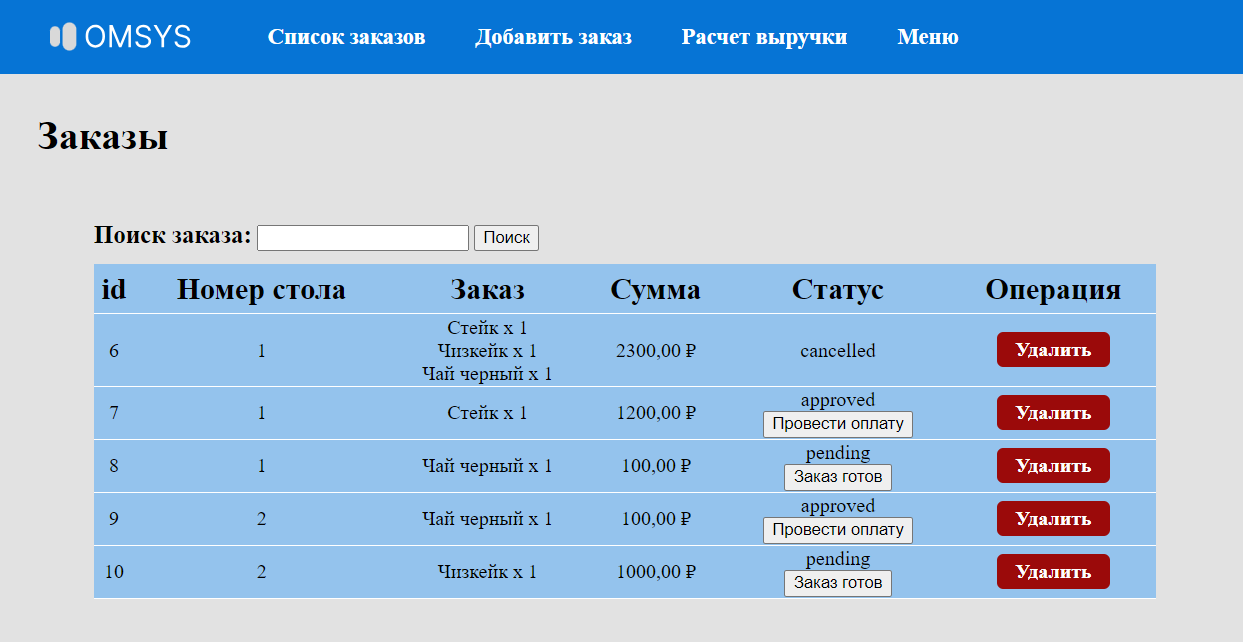 OMSYS Список заказов Добавить заказ Расчет выручки Меню
Заказы
Поиск заказа: Поиск
id Номер стола Заказ Сумма Статус Операция
Стейк x 1
6 1 Чизкейк x 1 2300,00 ₽ cancelled Удалить
Чай черный x 1
approved
7 1 Стейк x 1 1200,00 ₽ Удалить
Провести оплату
pending
8 1 Чай черный x 1 100,00 ₽ Удалить
Заказ готов
approved
9 2 Чай черный x 1 100,00 ₽ Удалить
Провести оплату
pending
10 2 Чизкейк x 1 1000,00 ₽ Удалить
Заказ готов